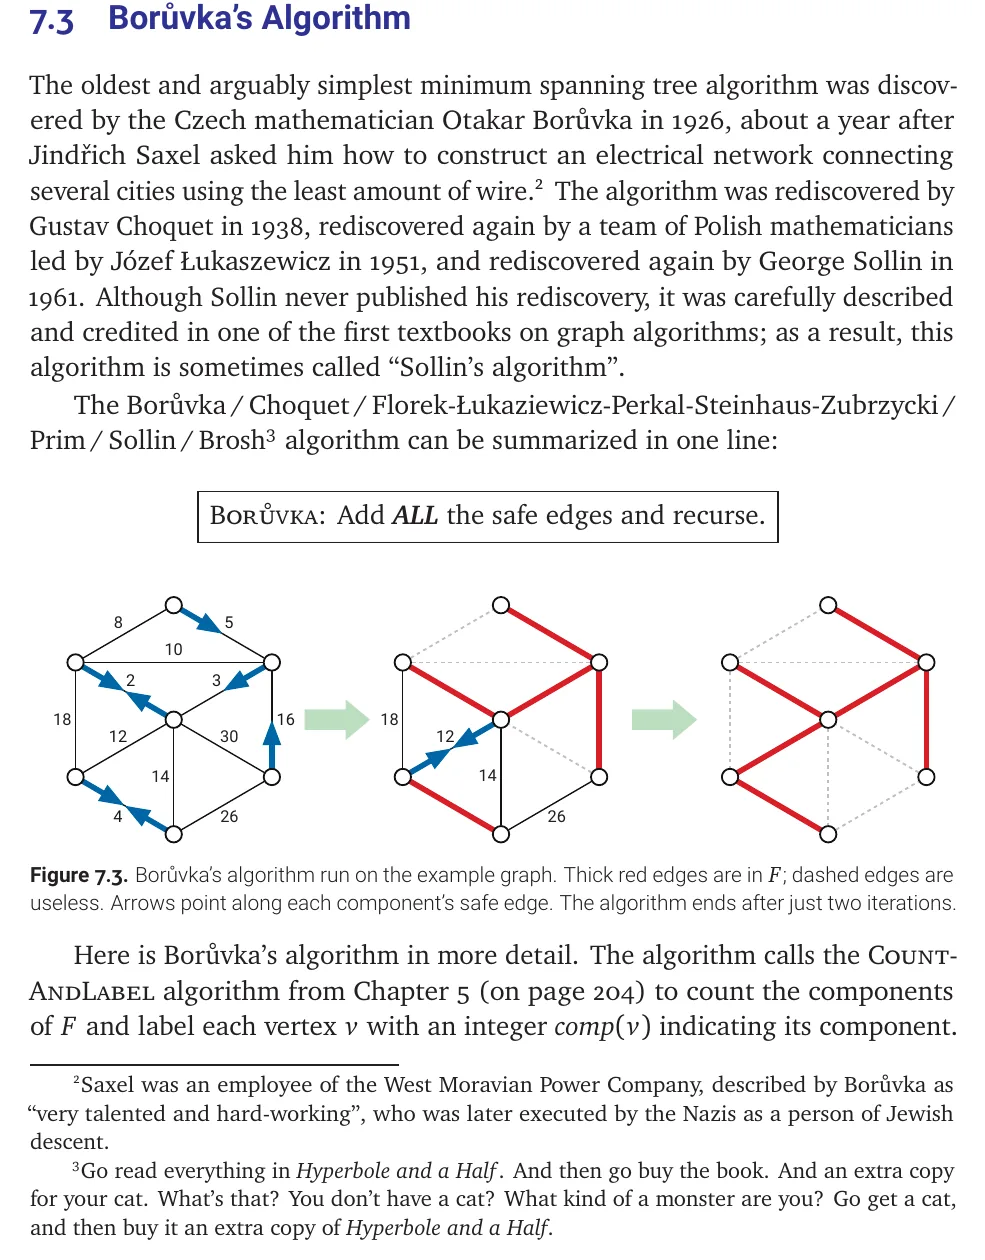 7.3 Borůvka’s Algorithm
The oldest and arguably simplest minimum spanning tree algorithm was discov-
ered by the Czech mathematician Otakar Borůvka in 1926, about a year after
Jindřich Saxel asked him how to construct an electrical network connecting
several cities using the least amount of wire.² The algorithm was rediscovered by
Gustav Choquet in 1938, rediscovered again by a team of Polish mathematicians
led by Józef Łukaszewicz in 1951, and rediscovered again by George Sollin in
1961. Although Sollin never published his rediscovery, it was carefully described
and credited in one of the first textbooks on graph algorithms; as a result, this
algorithm is sometimes called “Sollin’s algorithm”.
The Borůvka / Choquet / Florek-Łukaziewicz-Perkal-Steinhaus-Zubrzycki /
Prim / Sollin / Brosh³ algorithm can be summarized in one line:
Borůvka: Add ALL the safe edges and recurse.
8 5
10
2 3
18 16 18
12 30 12
14 14
4 26 26
Figure 7.3. Borůvka’s algorithm run on the example graph. Thick red edges are in F; dashed edges are
useless. Arrows point along each component’s safe edge. The algorithm ends after just two iterations.
Here is Borůvka’s algorithm in more detail. The algorithm calls the Count-
AndLabel algorithm from Chapter 5 (on page 204) to count the components
of F and label each vertex v with an integer comp(v) indicating its component.
²Saxel was an employee of the West Moravian Power Company, described by Borůvka as
“very talented and hard-working”, who was later executed by the Nazis as a person of Jewish
descent.
³Go read everything in Hyperbole and a Half. And then go buy the book. And an extra copy
for your cat. What’s that? You don’t have a cat? What kind of a monster are you? Go get a cat,
and then buy it an extra copy of Hyperbole and a Half.